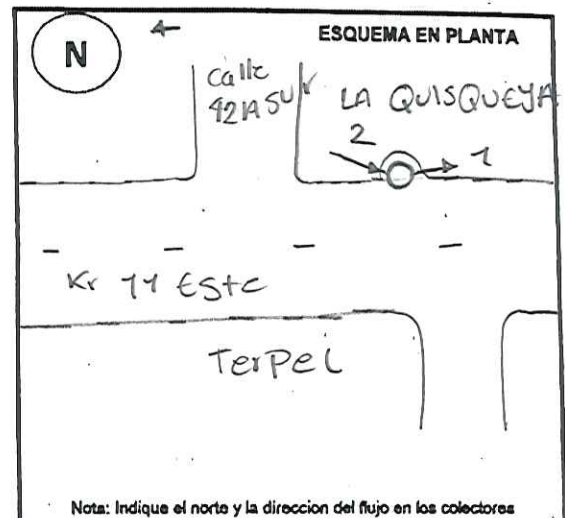 N
ESQUEMA EN PLANTA
Calle
42A SUR
LA QUISQUEYA
2
1
Kr 11 Este
Terpel
Nota: Indique el norte y la direccion del flujo en los colectores